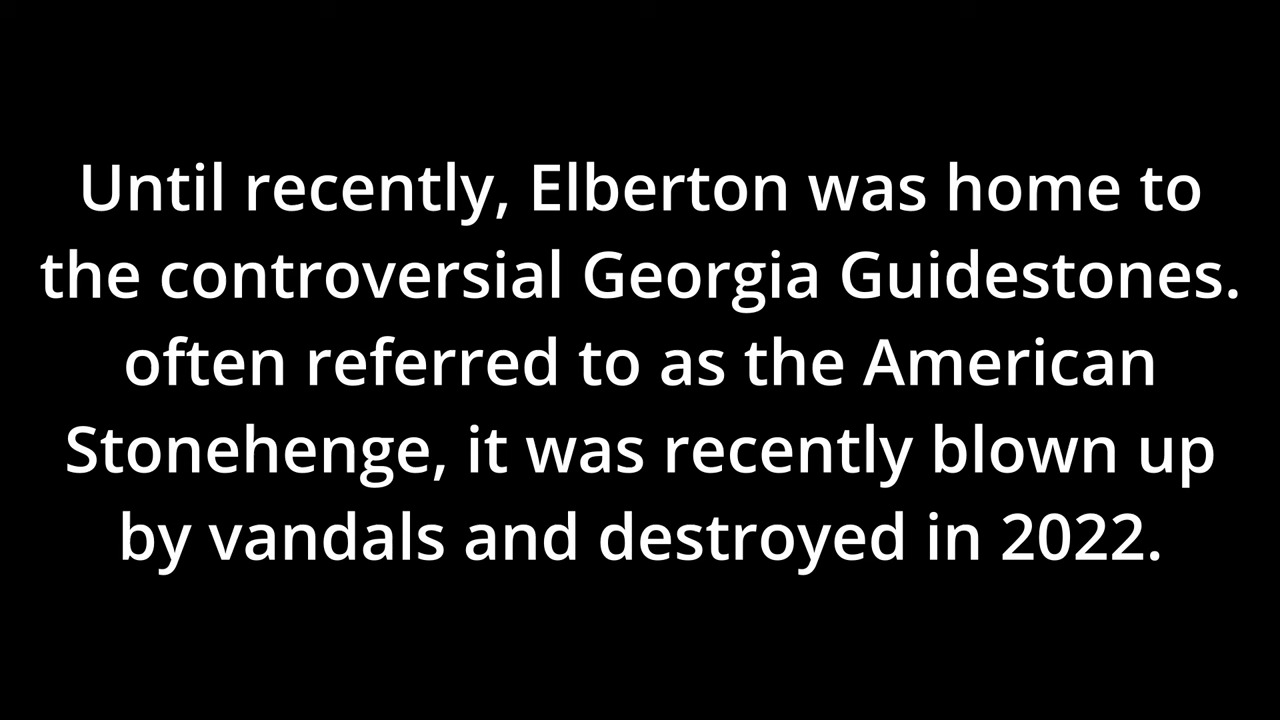 Until recently, Elberton was home to
the controversial Georgia Guidestones.
often referred to as the American
Stonehenge, it was recently blown up
by vandals and destroyed in 2022.